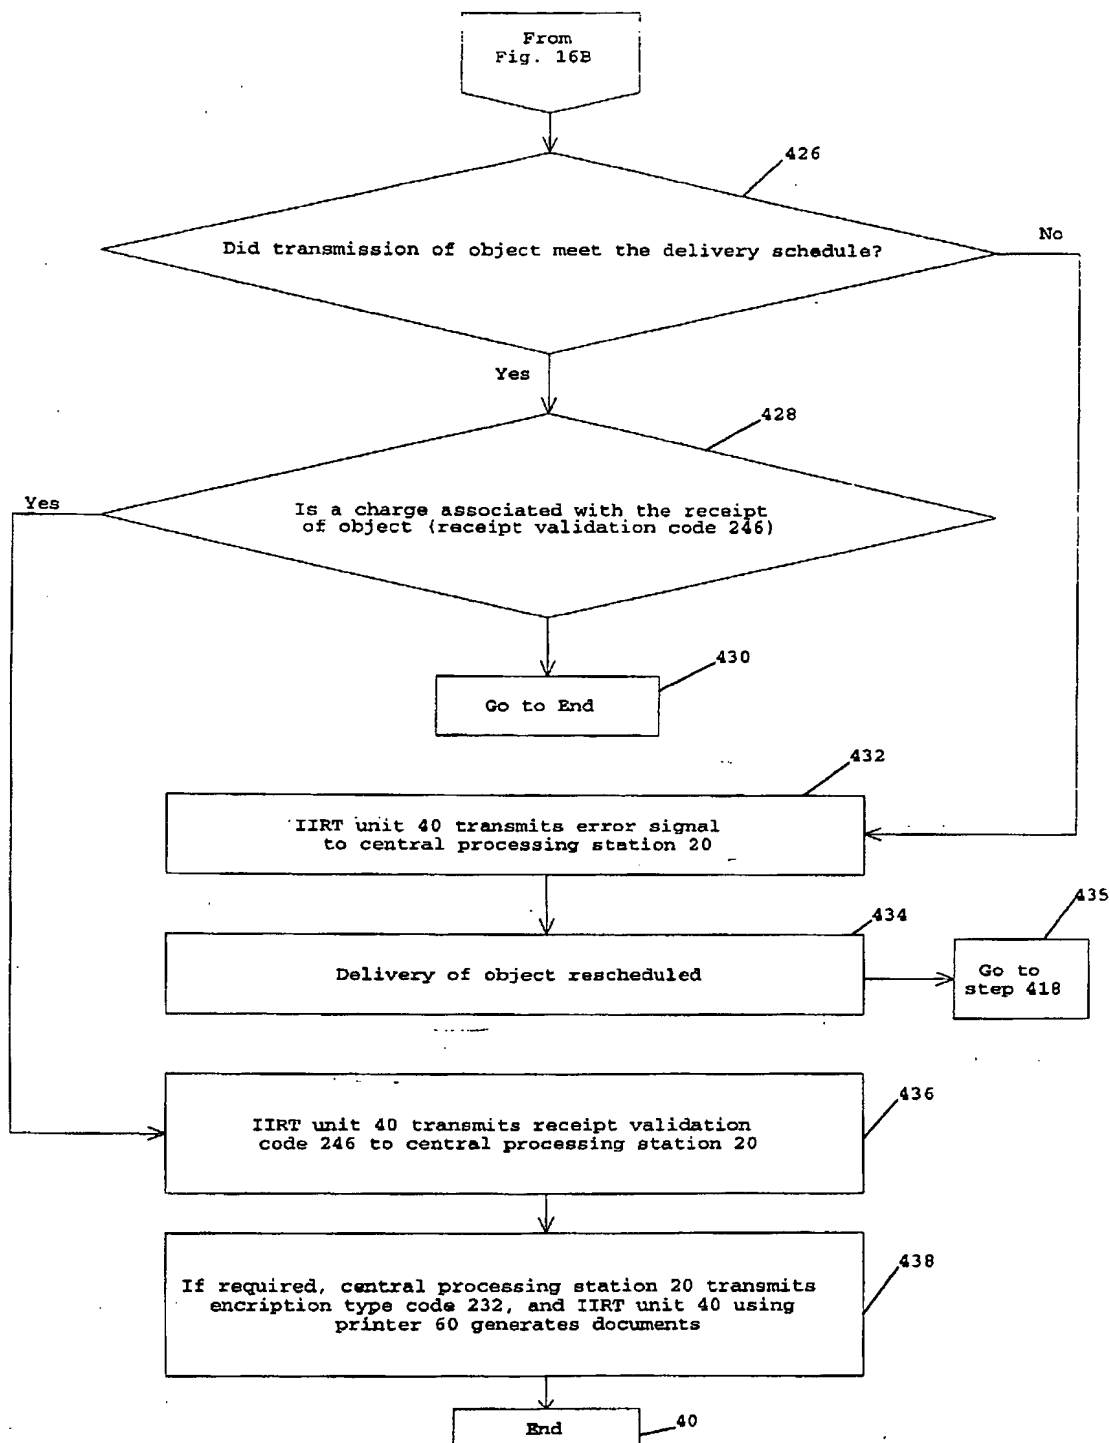 From
Fig. 16B
426
Did transmission of object meet the delivery schedule?
No
Yes
428
Yes
Is a charge associated with the receipt
of object (receipt validation code 246)
430
Go to End
432
IIRT unit 40 transmits error signal
to central processing station 20
434
435
Delivery of object rescheduled
Go to
step 418
436
IIRT unit 40 transmits receipt validation
code 246 to central processing station 20
438
If required, central processing station 20 transmits
encription type code 232, and IIRT unit 40 using
printer 60 generates documents
End
40